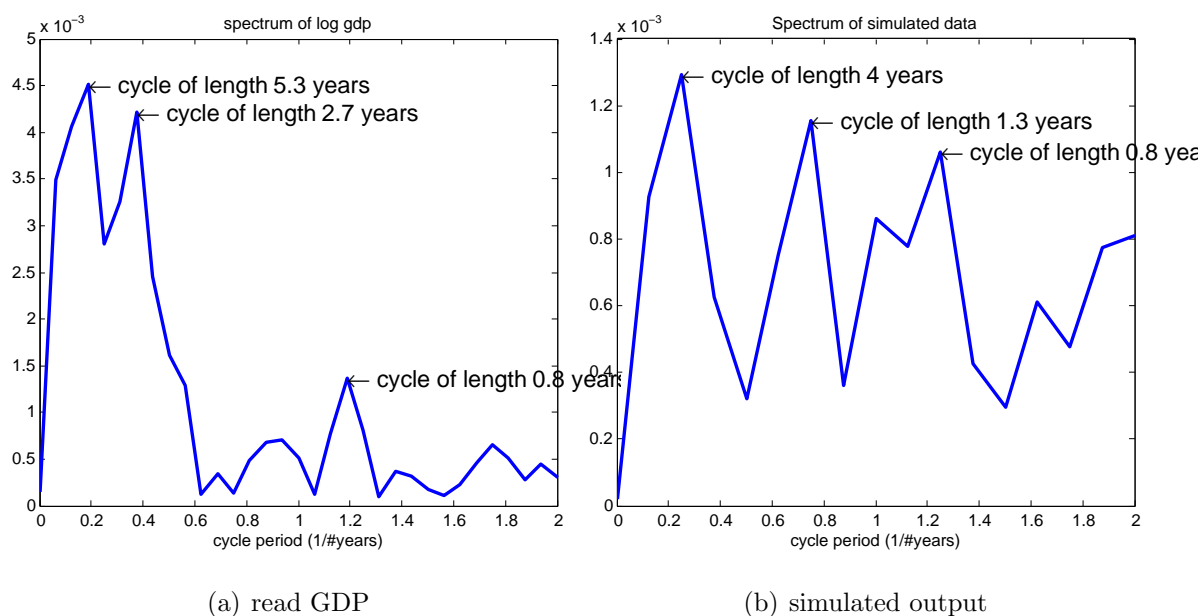 x 10⁻³
spectrum of log gdp
5
4.5
4
3.5
3
2.5
2
1.5
1
0.5
0
cycle of length 5.3 years
cycle of length 2.7 years
cycle of length 0.8 years
0 0.2 0.4 0.6 0.8 1 1.2 1.4 1.6 1.8 2
cycle period (1/#years)
(a) read GDP
x 10⁻³
Spectrum of simulated data
1.4
1.2
1
0.8
0.6
0.4
0.2
0
cycle of length 4 years
cycle of length 1.3 years
cycle of length 0.8 yea
0 0.2 0.4 0.6 0.8 1 1.2 1.4 1.6 1.8 2
cycle period (1/#years)
(b) simulated output